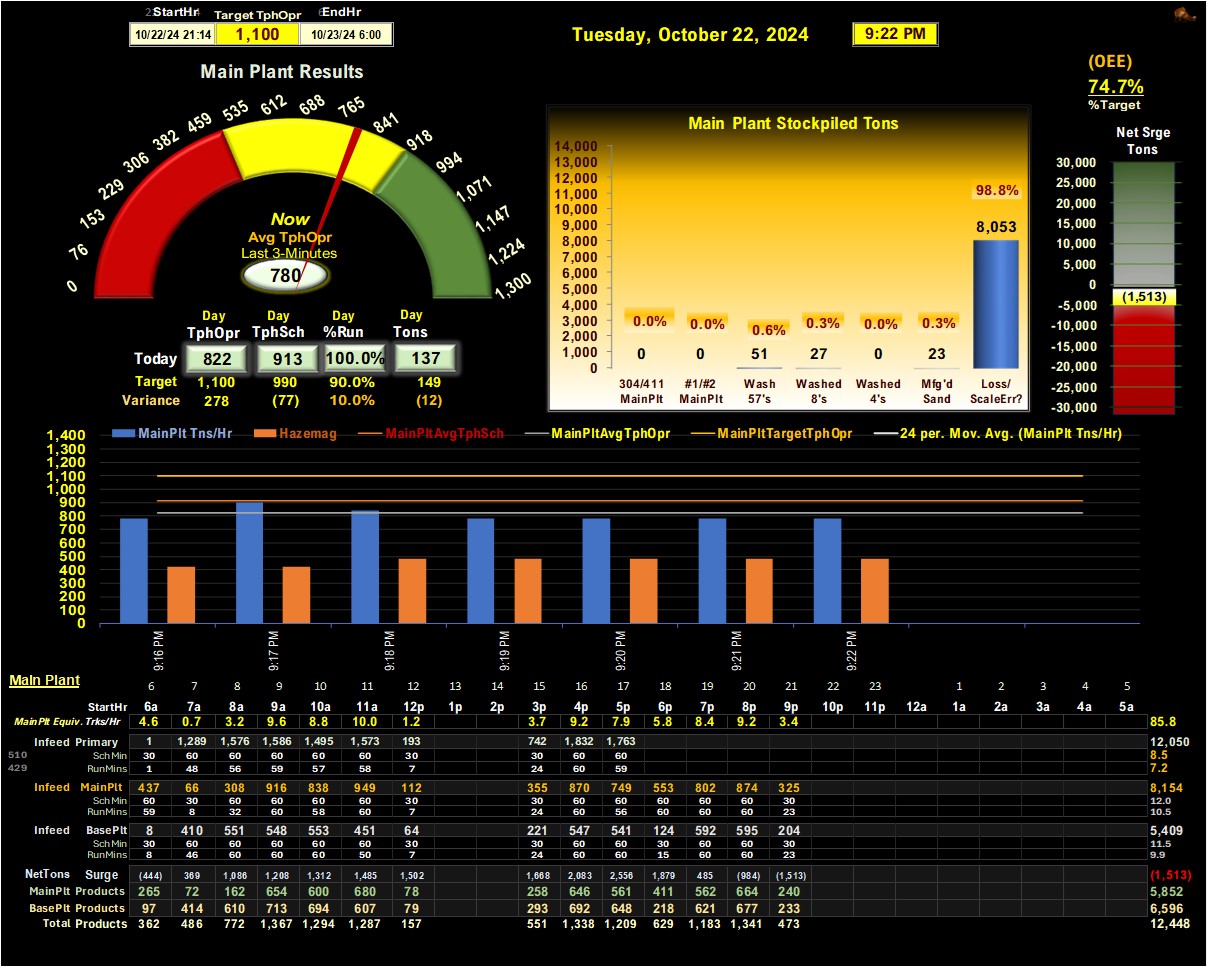 StartHr Target TphOpr EndHr
10/22/24 21:14 1,100 10/23/24 6:00
Tuesday, October 22, 2024 9:22 PM
(OEE)
74.7%
%Target
Main Plant Results
0 76 153 229 306 382 459 535 612 688 765 841 918 994 1,071 1,147 1,224 1,300
Now
Avg TphOpr
Last 3-Minutes
780
Day Day Day Day
TphOpr TphSch %Run Tons
Today 822 913 100.0% 137
Target 1,100 990 90.0% 149
Variance 278 (77) 10.0% (12)
Main Plant Stockpiled Tons
14,000
13,000
12,000
11,000
10,000
9,000
8,000
7,000
6,000
5,000
4,000
3,000
2,000
1,000
0
0.0% 0.0% 0.6% 0.3% 0.0% 0.3% 98.8%
0 0 51 27 0 23 8,053
304/411 #1/#2 Wash Washed Washed Mfg'd Loss/
MainPlt MainPlt 57's 8's 4's Sand ScaleErr?
Net Srge
Tons
30,000
25,000
20,000
15,000
10,000
5,000
0
-5,000
-10,000
-15,000
-20,000
-25,000
-30,000
(1,513)
MainPlt Tns/Hr Hazemag MainPltAvgTphSch MainPltAvgTphOpr MainPltTargetTphOpr 24 per. Mov. Avg. (MainPlt Tns/Hr)
1,400
1,300
1,200
1,100
1,000
900
800
700
600
500
400
300
200
100
0
9:16 PM 9:17 PM 9:18 PM 9:19 PM 9:20 PM 9:21 PM 9:22 PM
Main Plant
6 7 8 9 10 11 12 13 14 15 16 17 18 19 20 21 22 23 1 2 3 4 5
StartHr 6a 7a 8a 9a 10a 11a 12p 1p 2p 3p 4p 5p 6p 7p 8p 9p 10p 11p 12a 1a 2a 3a 4a 5a
MainPlt Equiv. Trks/Hr 4.6 0.7 3.2 9.6 8.8 10.0 1.2 3.7 9.2 7.9 5.8 8.4 9.2 3.4 85.8
Infeed Primary 1 1,289 1,576 1,586 1,495 1,573 193 742 1,832 1,763 12,050
510 Sch Min 30 60 60 60 60 60 30 30 60 60 8.5
429 RunMins 1 48 56 59 57 58 7 24 60 59 7.2
Infeed MainPlt 437 66 308 916 838 949 112 355 870 749 553 802 874 325 8,154
Sch Min 60 30 60 60 60 60 30 30 60 60 60 60 60 30 12.0
RunMins 59 8 32 60 58 60 7 24 60 56 60 60 60 23 10.5
Infeed BasePlt 8 410 551 548 553 451 64 221 547 541 124 592 595 204 5,409
Sch Min 30 60 60 60 60 60 30 30 60 60 30 60 60 30 11.5
RunMins 8 46 60 60 60 50 7 24 60 60 15 60 60 23 9.9
NetTons Surge (444) 369 1,086 1,208 1,312 1,485 1,502 1,668 2,083 2,556 1,879 485 (984) (1,513) (1,513)
MainPlt Products 265 72 162 654 600 680 78 258 646 561 411 562 664 240 5,852
BasePlt Products 97 414 610 713 694 607 79 293 692 648 218 621 677 233 6,596
Total Products 362 486 772 1,367 1,294 1,287 157 551 1,338 1,209 629 1,183 1,341 473 12,448